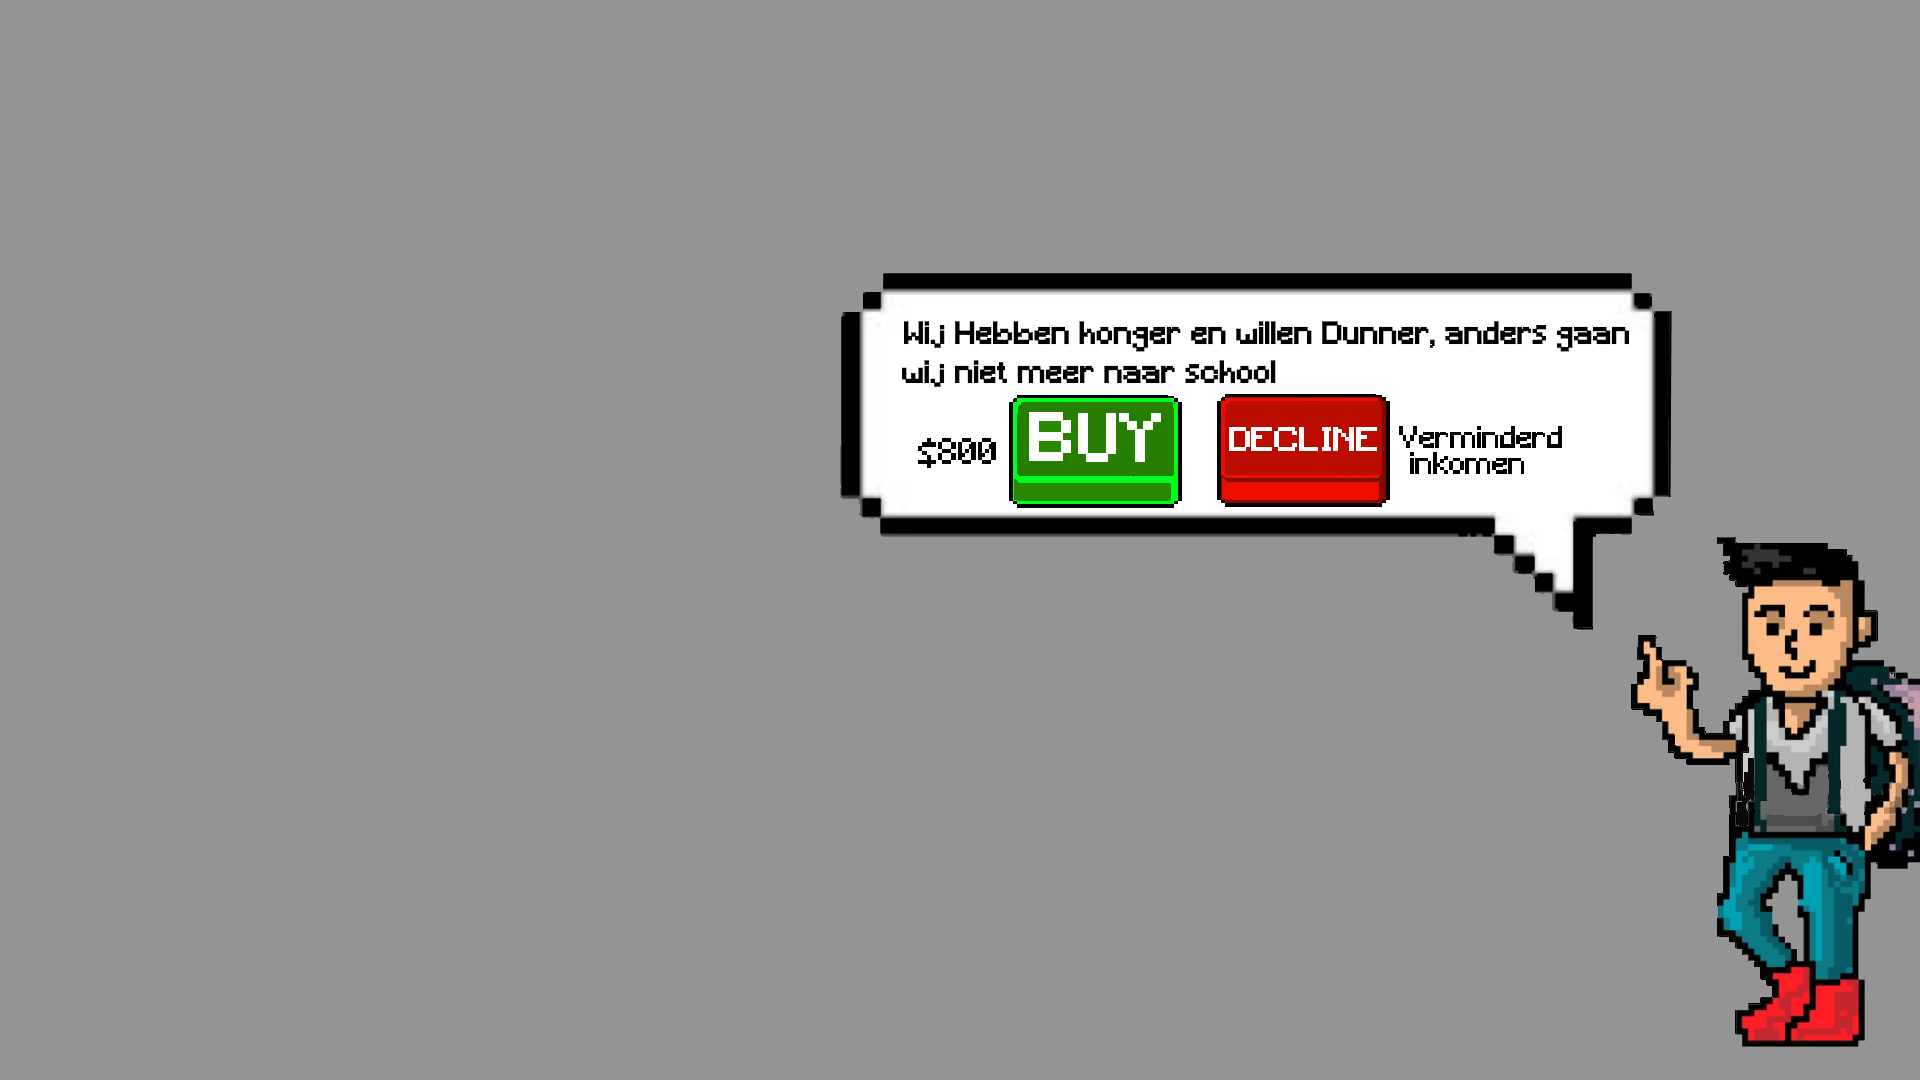 Wij Hebben honger en willen Dunner, anders gaan
wij niet meer naar school
$800
BUY
DECLINE
Verminderd
inkomen